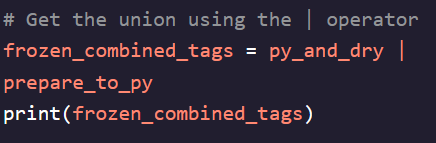 # Get the union using the | operator
frozen_combined_tags = py_and_dry |
prepare_to_py
print(frozen_combined_tags)